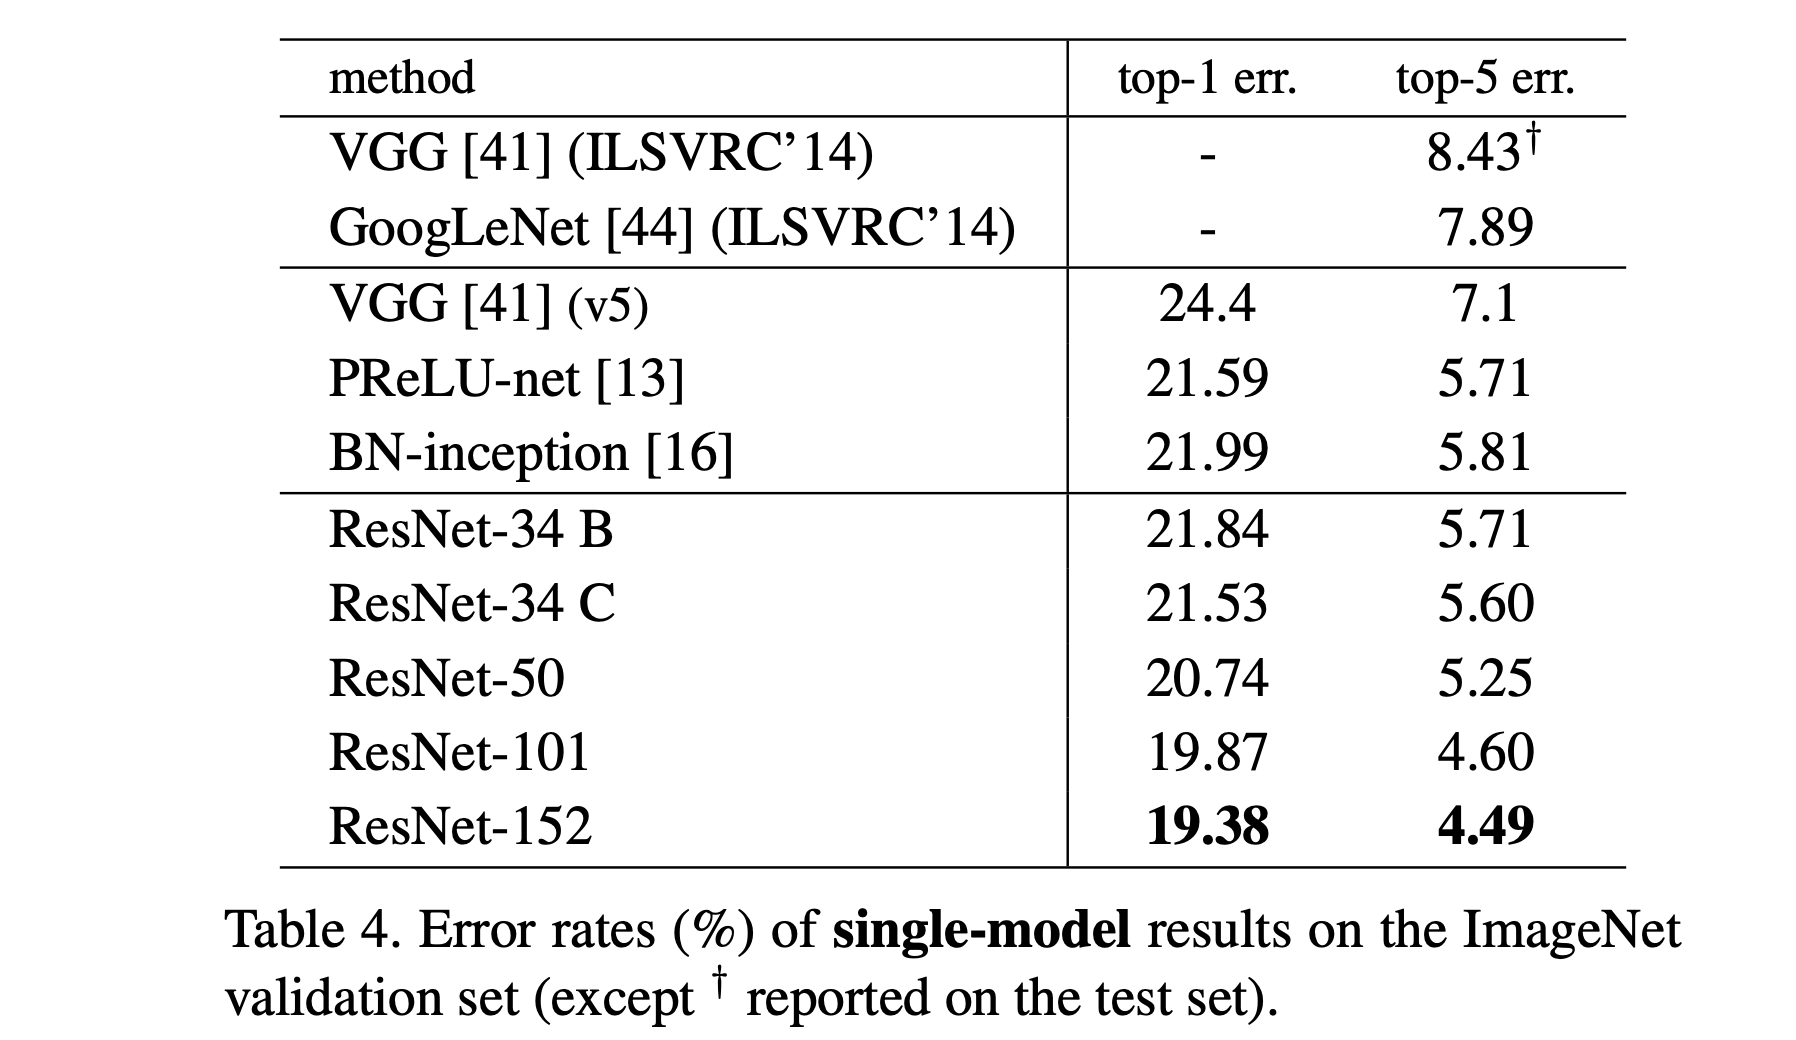 method top-1 err. top-5 err.
VGG [41] (ILSVRC’14) - 8.43†
GoogLeNet [44] (ILSVRC’14) - 7.89
VGG [41] (v5) 24.4 7.1
PReLU-net [13] 21.59 5.71
BN-inception [16] 21.99 5.81
ResNet-34 B 21.84 5.71
ResNet-34 C 21.53 5.60
ResNet-50 20.74 5.25
ResNet-101 19.87 4.60
ResNet-152 19.38 4.49
Table 4. Error rates (%) of single-model results on the ImageNet
validation set (except † reported on the test set).